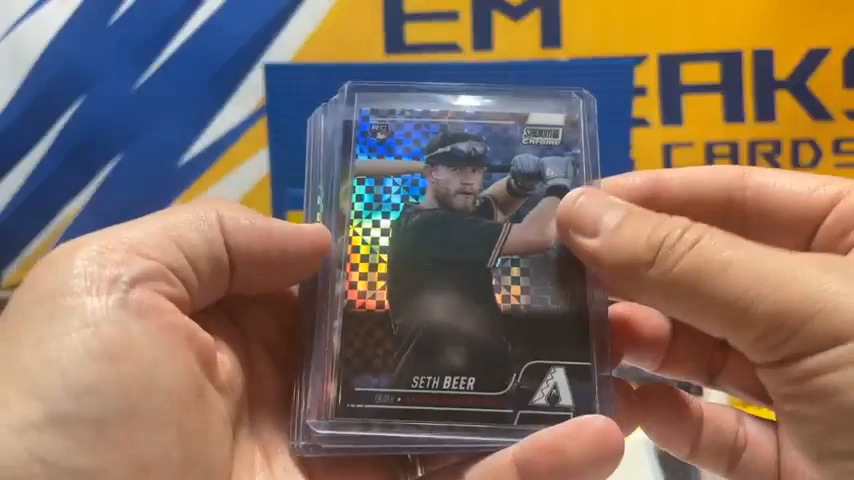 EM
EAKS
CARDS
RC
STADIUM
CHROME
SETH BEER
A